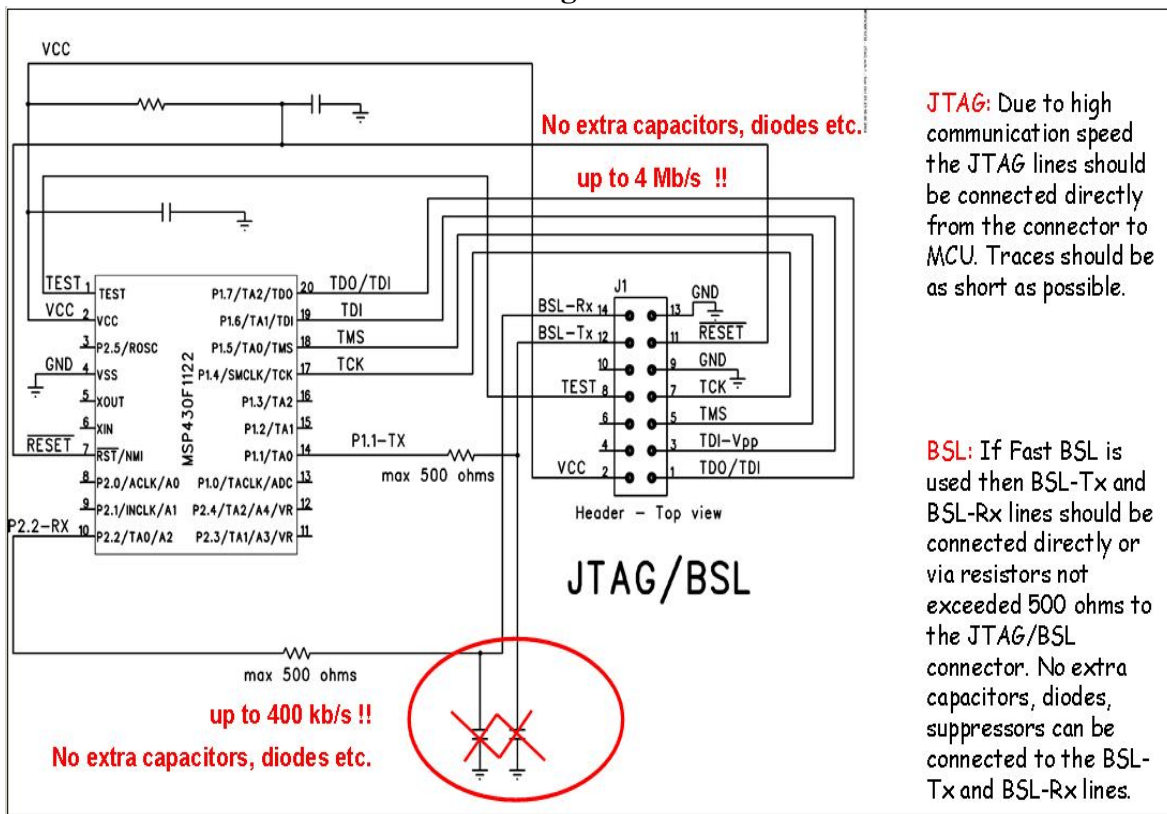 VCC
No extra capacitors, diodes etc.
up to 4 Mb/s !!
JTAG: Due to high
communication speed
the JTAG lines should
be connected directly
from the connector to
MCU. Traces should be
as short as possible.
TEST 1 TEST
VCC 2 VCC
3 P2.5/ROSC
GND 4 VSS
5 XOUT
6 XIN
RESET 7 RST/NMI
8 P2.0/ACLK/A0
9 P2.1/INCLK/A1
P2.2-RX 10 P2.2/TA0/A2
MSP430F1122
P1.7/TA2/TDO 20 TDO/TDI
P1.6/TA1/TDI 19 TDI
P1.5/TA0/TMS 18 TMS
P1.4/SMCLK/TCK 17 TCK
P1.3/TA2 16
P1.2/TA1 15
P1.1/TA0 14 P1.1-TX
P1.0/TACLK/ADC 13
P2.4/TA2/A4/VR 12
P2.3/TA1/A3/VR 11
max 500 ohms
J1
BSL-Rx 14 13 GND
BSL-Tx 12 11 RESET
10 9 GND
TEST 8 7 TCK
6 5 TMS
4 3 TDI-Vpp
VCC 2 1 TDO/TDI
Header - Top view
JTAG/BSL
max 500 ohms
up to 400 kb/s !!
No extra capacitors, diodes etc.
BSL: If Fast BSL is
used then BSL-Tx and
BSL-Rx lines should be
connected directly or
via resistors not
exceeded 500 ohms to
the JTAG/BSL
connector. No extra
capacitors, diodes,
suppressors can be
connected to the BSL-
Tx and BSL-Rx lines.